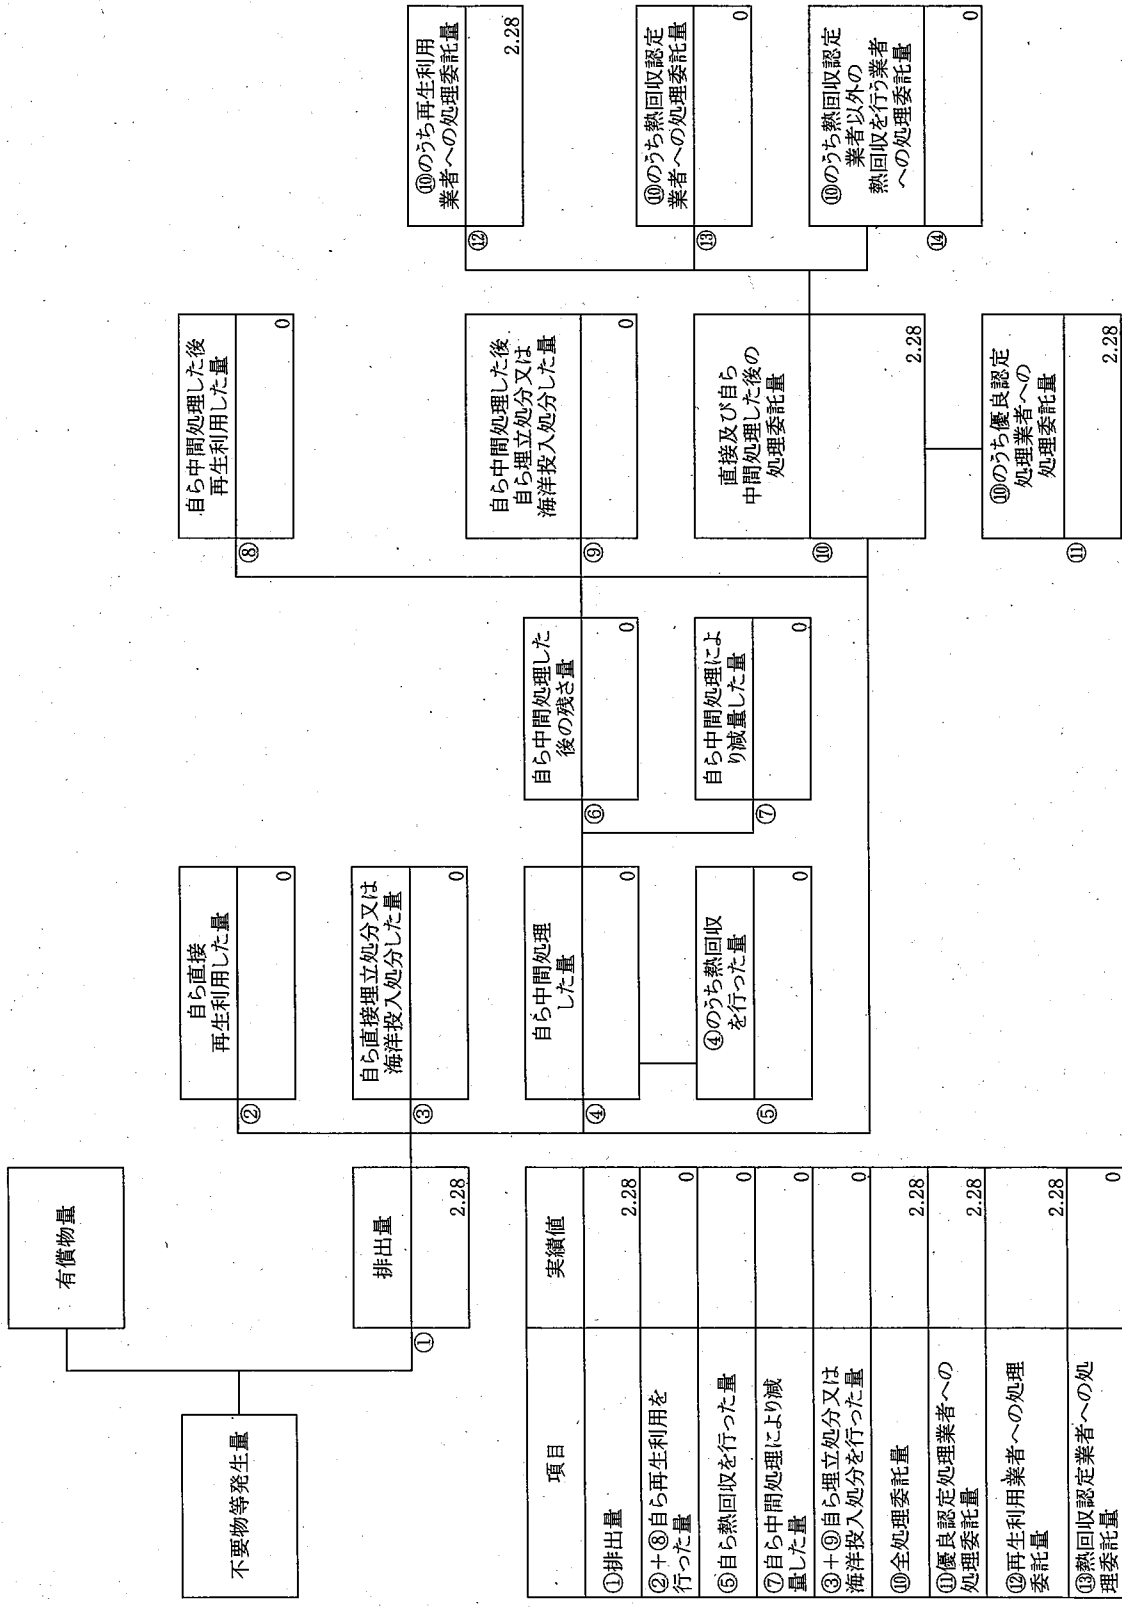 不要物等発生量
有償物量
排出量
①
2.28
自ら直接
再生利用した量
②
0
自ら直接埋立処分又は
海洋投入処分した量
③
0
自ら中間処理
した量
④
0
④のうち熱回収
を行った量
⑤
0
自ら中間処理した
後の残さ量
⑥
0
自ら中間処理によ
り減量した量
⑦
0
自ら中間処理した後
再生利用した量
⑧
0
自ら中間処理した後
自ら埋立処分又は
海洋投入処分した量
⑨
0
直接及び自ら
中間処理した後の
処理委託量
⑩
2.28
⑩のうち優良認定
処理業者への
処理委託量
⑪
2.28
⑩のうち再生利用
業者への処理委託量
⑫
2.28
⑩のうち熱回収認定
業者への処理委託量
⑬
0
⑩のうち熱回収認定
業者以外の
熱回収を行う業者
への処理委託量
⑭
0
項目 実績値
①排出量 2.28
②+⑧自ら再生利用を
行った量 0
⑤自ら熱回収を行った量 0
⑦自ら中間処理により減
量した量 0
③+⑨自ら埋立処分又は
海洋投入処分を行った量 0
⑩全処理委託量 2.28
⑪優良認定処理業者への
処理委託量 2.28
⑫再生利用業者への処理
委託量 2.28
⑬熱回収認定業者への処
理委託量 0